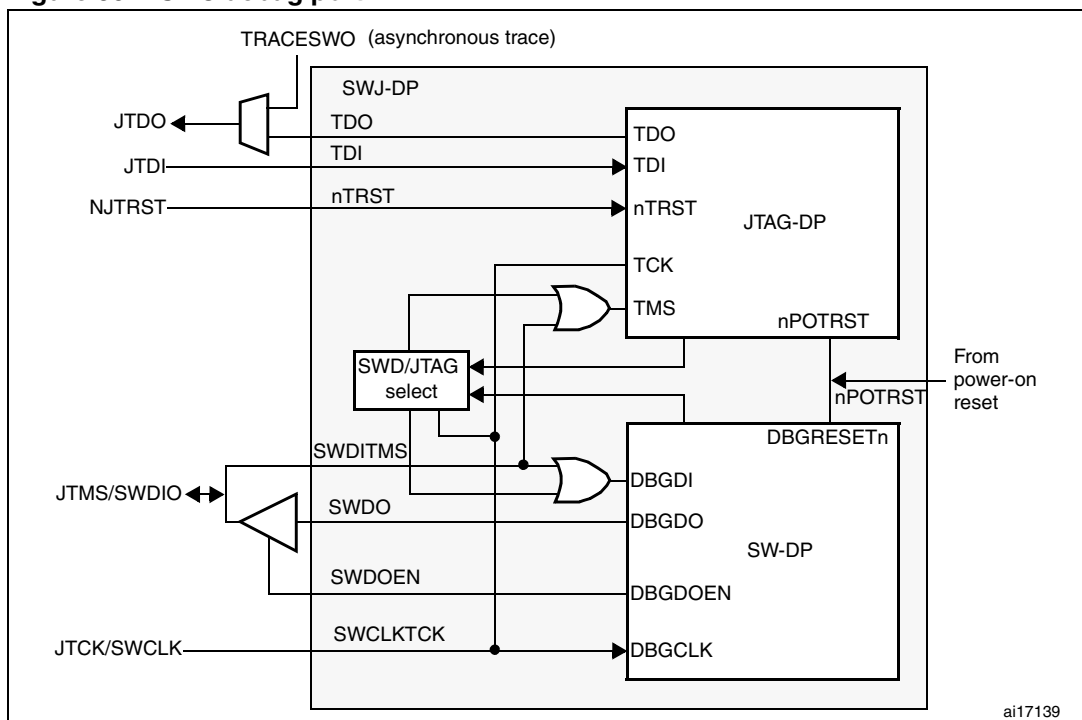 TRACESWO (asynchronous trace)
SWJ-DP
JTDO
TDO
TDO
JTDI
TDI
TDI
NJTRST
nTRST
nTRST
JTAG-DP
TCK
TMS
nPOTRST
SWD/JTAG
select
From
power-on
reset
nPOTRST
DBGRESETn
SWDITMS
DBGDI
JTMS/SWDIO
SWDO
DBGDO
SW-DP
SWDOEN
DBGDOEN
JTCK/SWCLK
SWCLKTCK
DBGCLK
ai17139